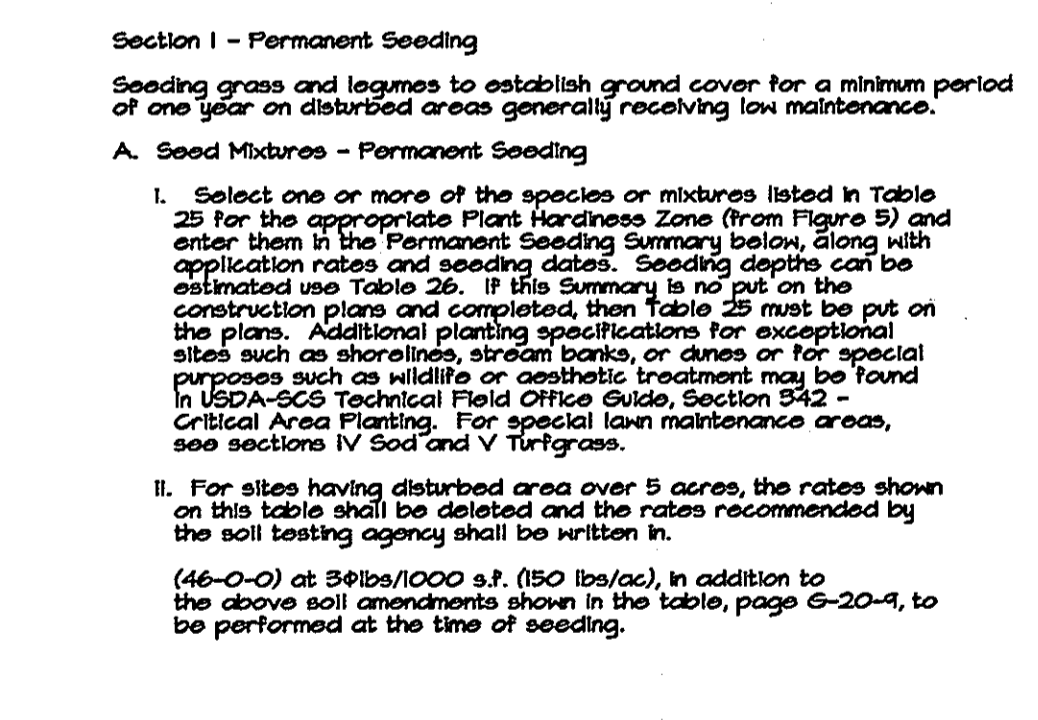 Section I - Permanent Seeding
Seeding grass and legumes to establish ground cover for a minimum period
of one year on disturbed areas generally receiving low maintenance.
A. Seed Mixtures - Permanent Seeding
I. Select one or more of the species or mixtures listed in Table
25 for the appropriate Plant Hardiness Zone (from Figure 5) and
enter them in the Permanent Seeding Summary below, along with
application rates and seeding dates. Seeding depths can be
estimated use Table 26. If this Summary is no put on the
construction plans and completed, then Table 25 must be put on
the plans. Additional planting specifications for exceptional
sites such as shorelines, stream banks, or dunes or for special
purposes such as wildlife or aesthetic treatment may be found
in USDA-SCS Technical Field Office Guide, Section 342 -
Critical Area Planting. For special lawn maintenance areas,
see sections IV Sod and V Turfgrass.
II. For sites having disturbed area over 5 acres, the rates shown
on this table shall be deleted and the rates recommended by
the soil testing agency shall be written in.
(46-0-0) at 3φlbs/1000 s.f. (150 lbs/ac), in addition to
the above soil amendments shown in the table, page G-20-9, to
be performed at the time of seeding.